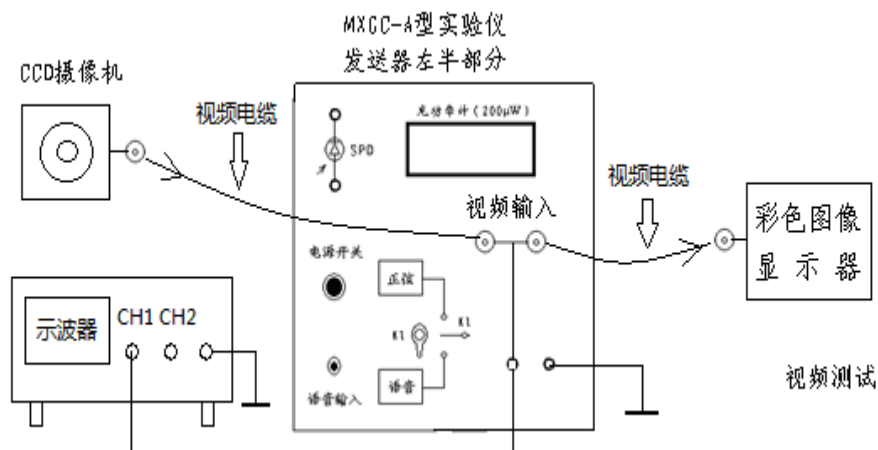 MXGC-A型实验仪
发送器左半部分
CCD摄像机
视频电缆
光功率计(200μW)
SPD
视频输入
视频电缆
彩色图像
显示器
电源开关
正弦
K1
K1
语音
语音输入
示波器
CH1 CH2
视频测试